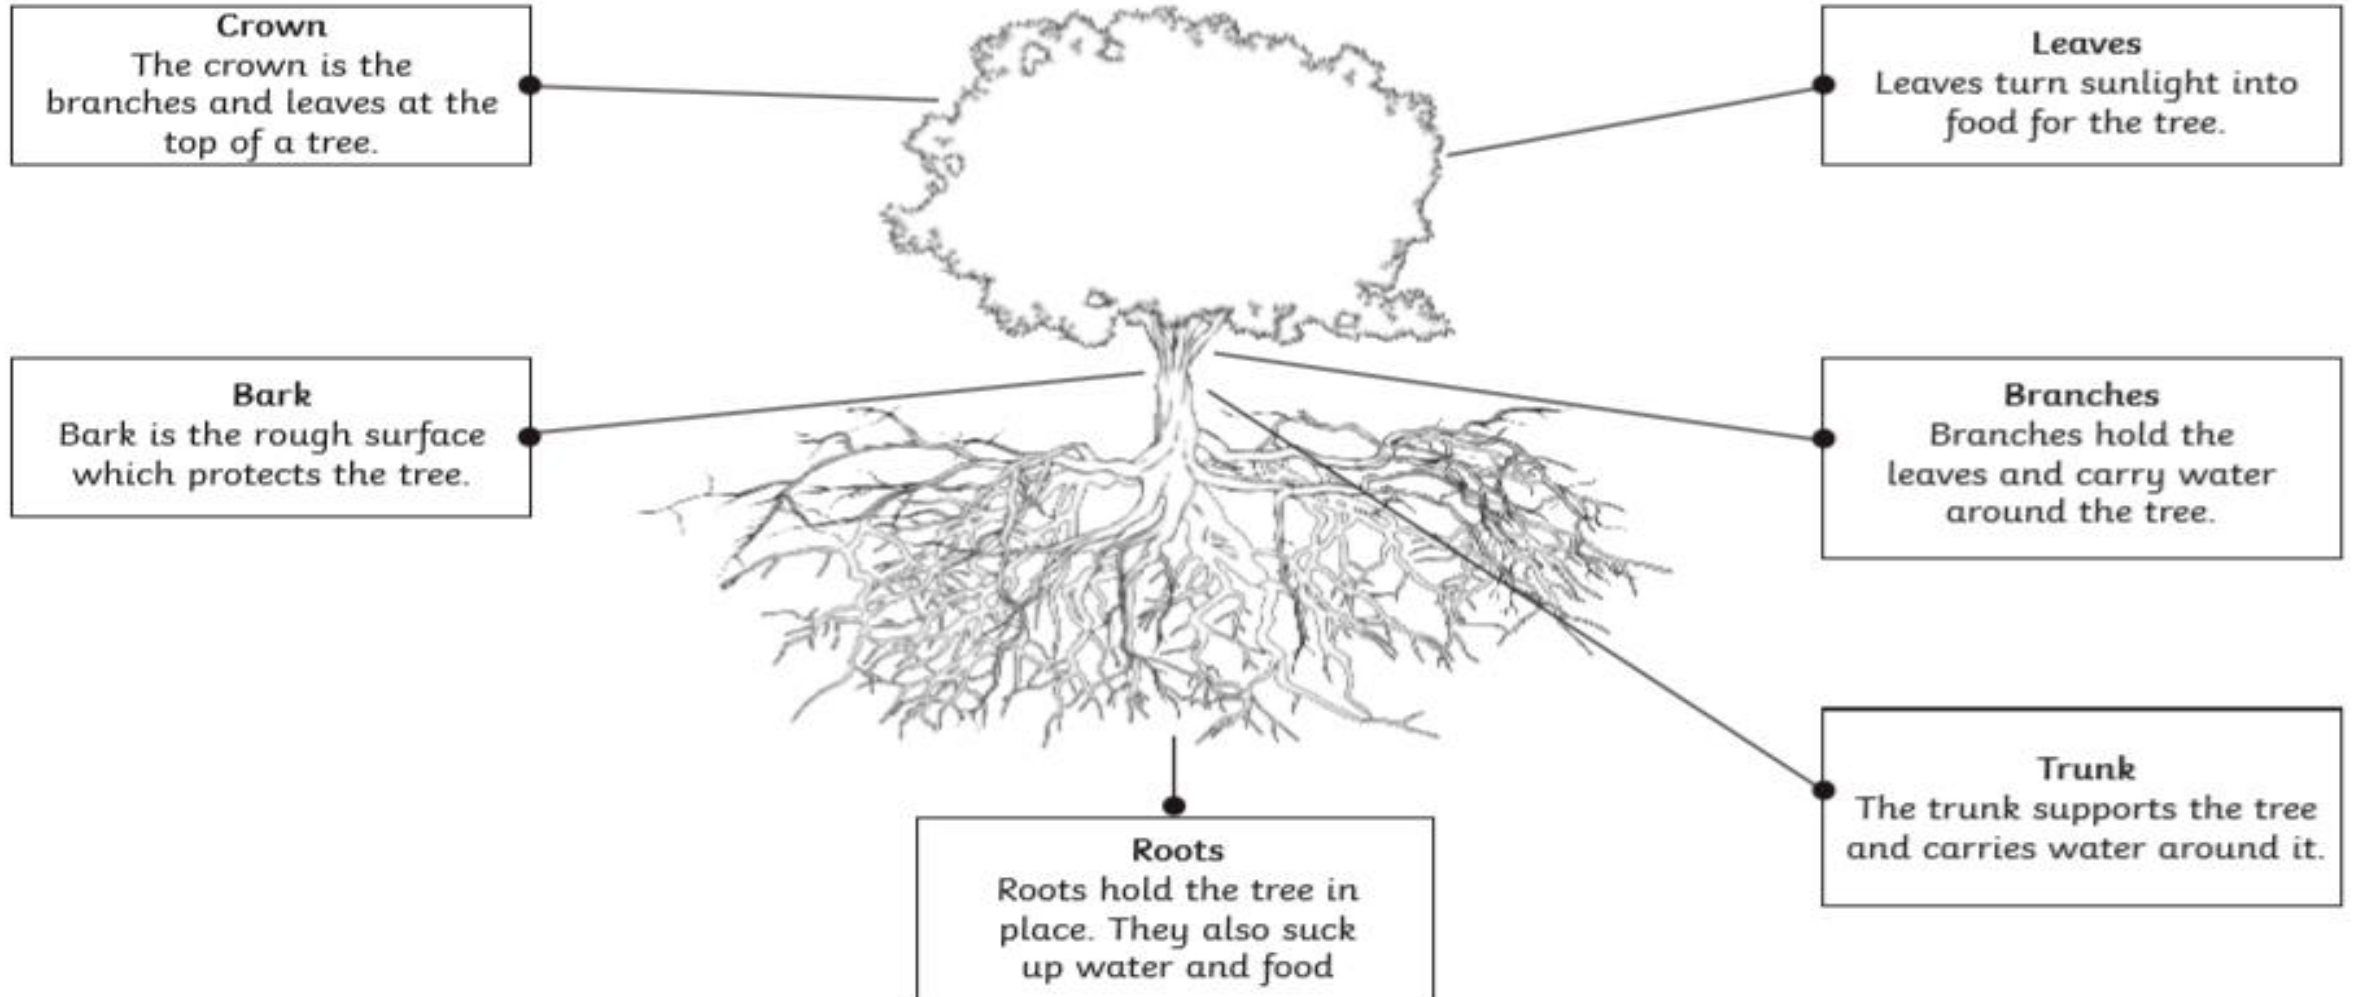 Crown
The crown is the
branches and leaves at the
top of a tree.
Leaves
Leaves turn sunlight into
food for the tree.
Bark
Bark is the rough surface
which protects the tree.
Branches
Branches hold the
leaves and carry water
around the tree.
Trunk
The trunk supports the tree
and carries water around it.
Roots
Roots hold the tree in
place. They also suck
up water and food